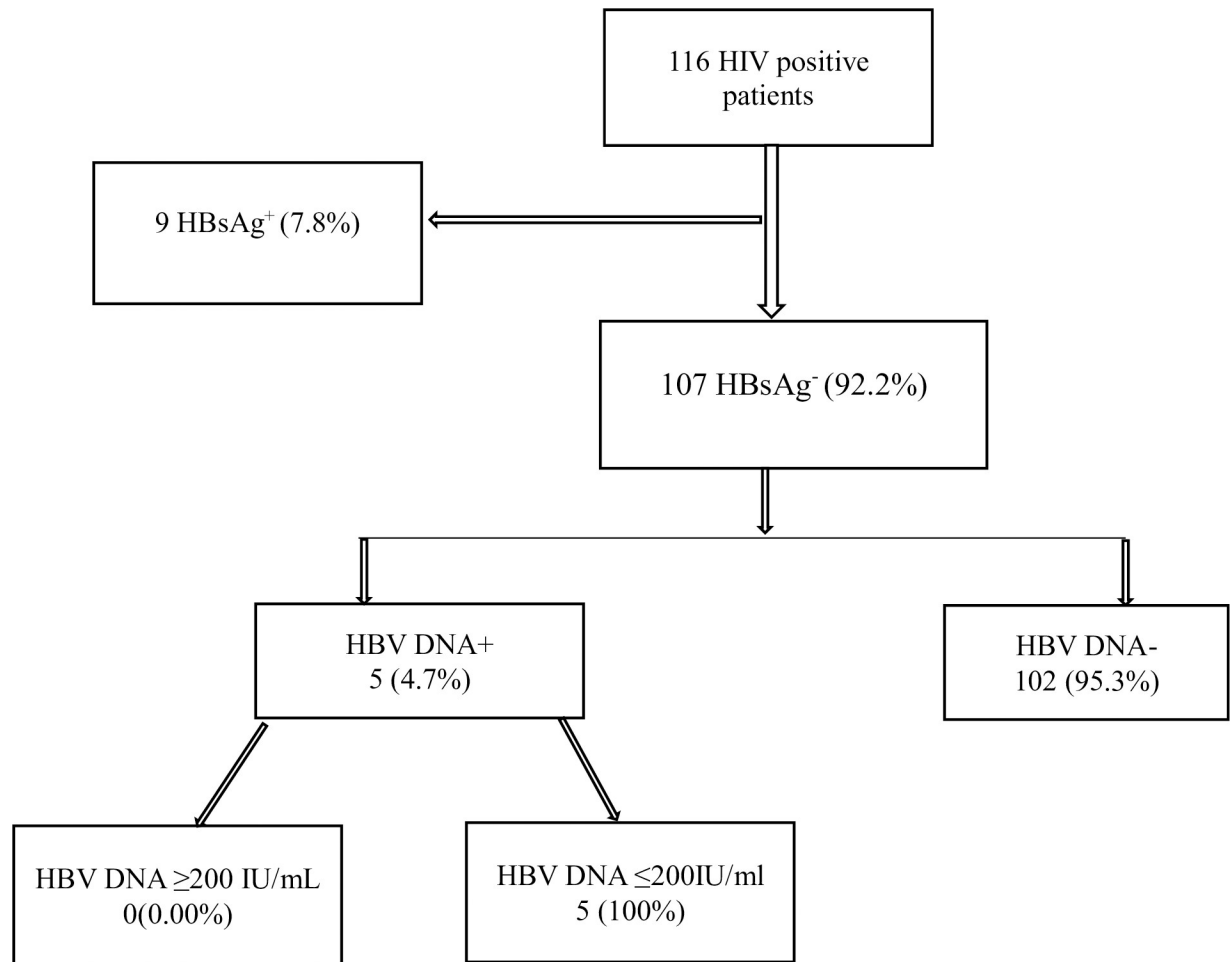 116 HIV positive
patients
9 HBsAg⁺ (7.8%)
107 HBsAg⁻ (92.2%)
HBV DNA+
5 (4.7%)
HBV DNA-
102 (95.3%)
HBV DNA ≥200 IU/mL
0(0.00%)
HBV DNA ≤200IU/ml
5 (100%)